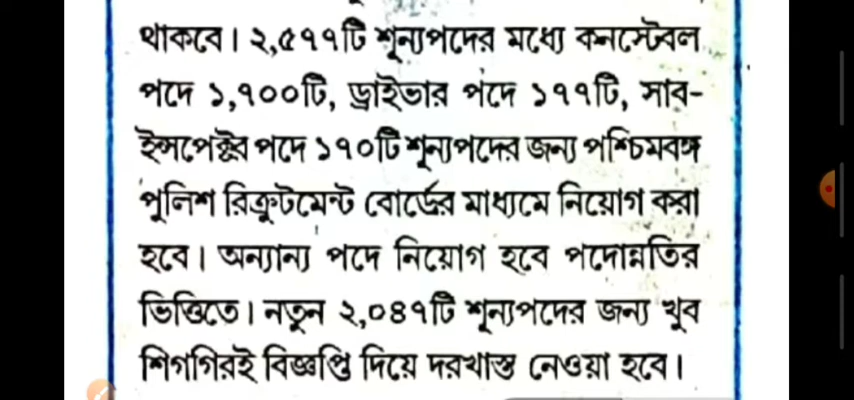 থাকবে। ২,৫৭৭টি শূন্যপদের মধ্যে কনস্টেবল
পদে ১,৭০০টি, ড্রাইভার পদে ১৭৭টি, সাব-
ইন্সপেক্টর পদে ১৭০টি শূন্যপদের জন্য পশ্চিমবঙ্গ
পুলিশ রিক্রুটমেন্ট বোর্ডের মাধ্যমে নিয়োগ করা
হবে। অন্যান্য পদে নিয়োগ হবে পদোন্নতির
ভিত্তিতে। নতুন ২,০৪৭টি শূন্যপদের জন্য খুব
শিগগিরই বিজ্ঞপ্তি দিয়ে দরখাস্ত নেওয়া হবে।